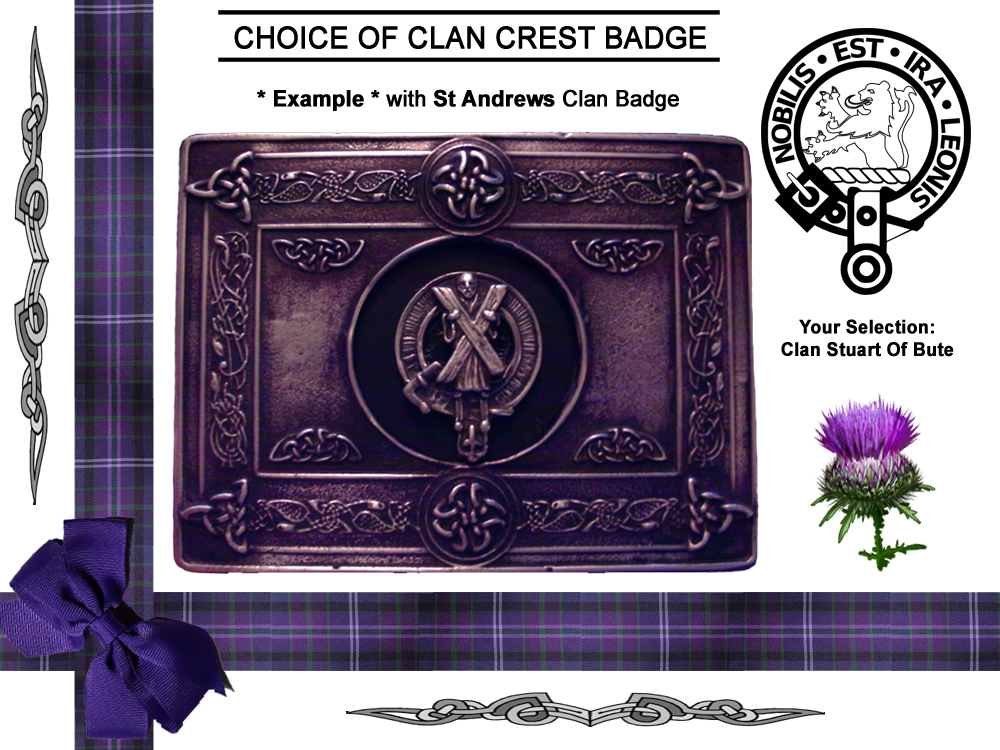 CHOICE OF CLAN CREST BADGE
* Example * with St Andrews Clan Badge
NOBILIS • EST • IRA • LEONIS
Your Selection:
Clan Stuart Of Bute